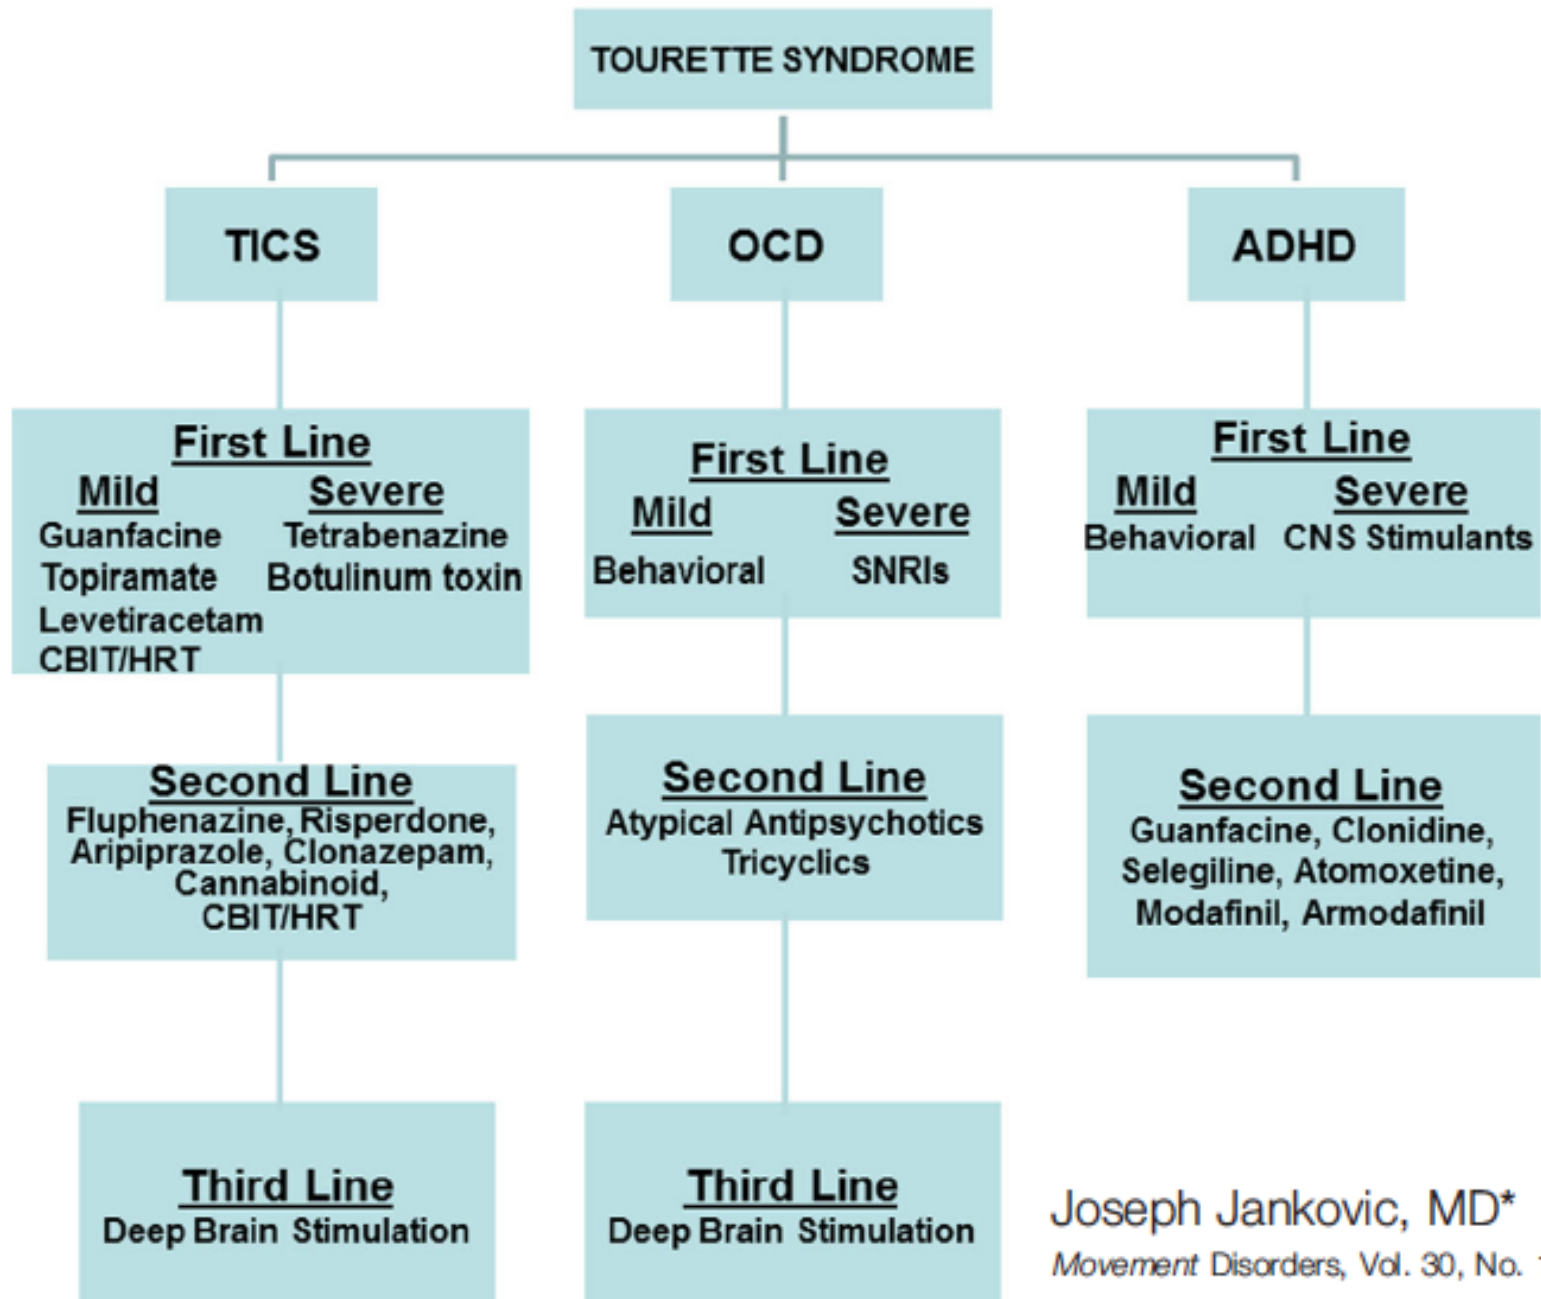 TOURETTE SYNDROME
TICS
OCD
ADHD
First Line
Mild Severe
Guanfacine Tetrabenazine
Topiramate Botulinum toxin
Levetiracetam
CBIT/HRT
Second Line
Fluphenazine, Risperdone,
Aripiprazole, Clonazepam,
Cannabinoid,
CBIT/HRT
Third Line
Deep Brain Stimulation
First Line
Mild Severe
Behavioral SNRIs
Second Line
Atypical Antipsychotics
Tricyclics
Third Line
Deep Brain Stimulation
First Line
Mild Severe
Behavioral CNS Stimulants
Second Line
Guanfacine, Clonidine,
Selegiline, Atomoxetine,
Modafinil, Armodafinil
Joseph Jankovic, MD*
Movement Disorders, Vol. 30, No.